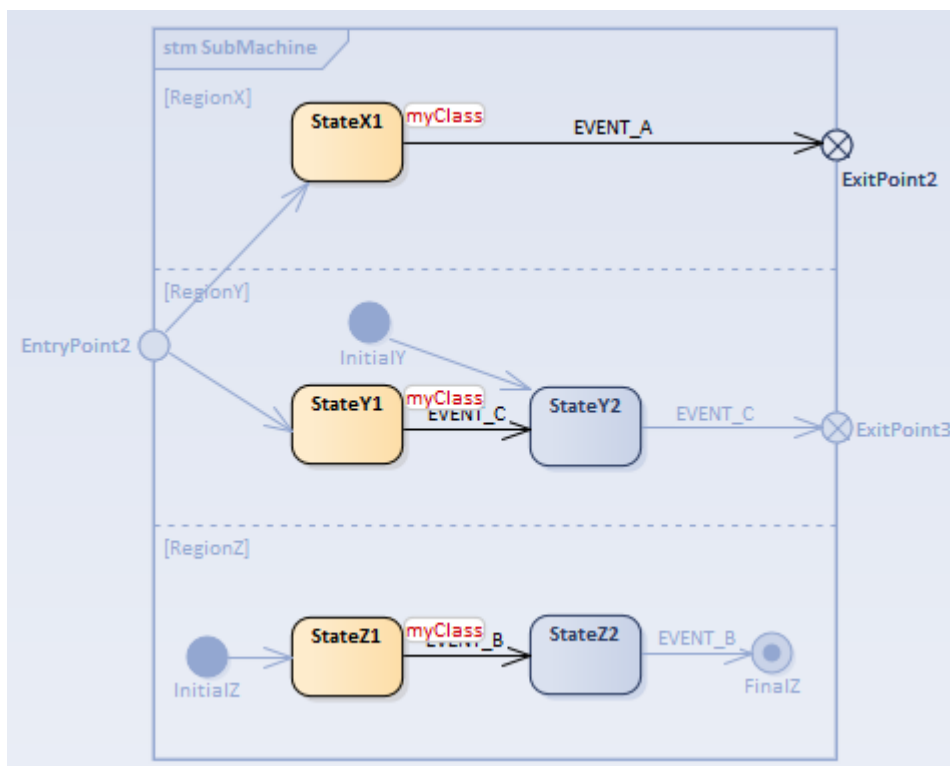 stm SubMachine
[RegionX]
StateX1
myClass
EVENT_A
ExitPoint2
[RegionY]
EntryPoint2
InitialY
StateY1
myClass
EVENT_C
StateY2
EVENT_C
ExitPoint3
[RegionZ]
StateZ1
myClass
EVENT_B
StateZ2
EVENT_B
InitialZ
FinalZ